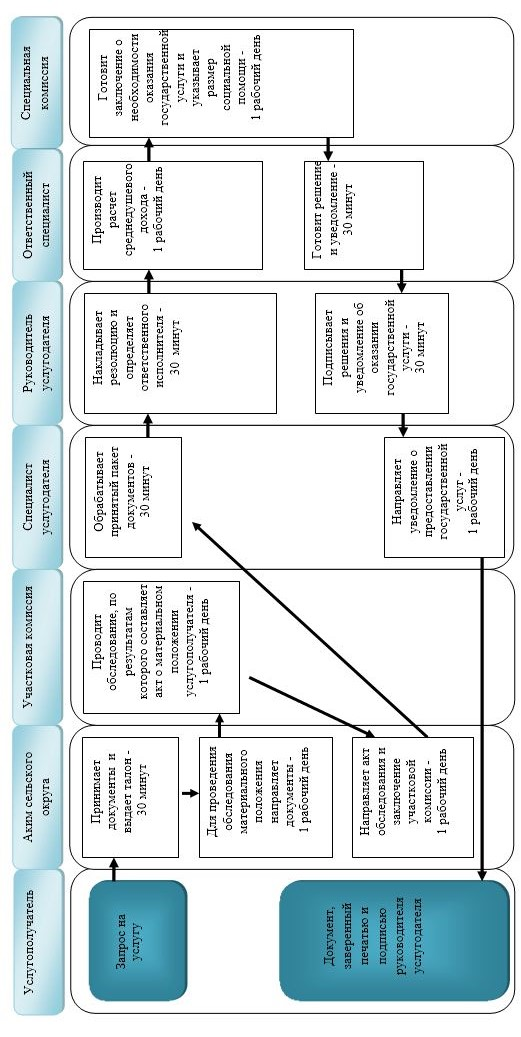 Услугополучатель
Аким сельского
округа
Участковая комиссия
Специалист
услугодателя
Руководитель
услугодателя
Ответственный
специалист
Специальная
комиссия
Запрос на
услугу
Документ,
заверенный
печатью и
подписью
руководителя
услугодателя
Принимает
документы и
выдает талон -
30 минут
Для проведения
обследования
материального
положения
направляет
документы -
1 рабочий день
Направляет акт
обследования и
заключение
участковой
комиссии -
1 рабочий день
Проводит
обследование, по
результатам
которого составляет
акт о материальном
положении
услугополучателя -
1 рабочий день
Обрабатывает
принятый пакет
документов -
30 минут
Направляет
уведомление о
предоставлении
государственной
услуг -
1 рабочий день
Накладывает
резолюцию и
определяет
ответственного
исполнителя -
30 минут
Подписывает
решения и
уведомление об
оказании
государственной
услуги -
30 минут
Производит
расчет
среднедушевого
дохода -
1 рабочий день
Готовит решение
и уведомление -
30 минут
Готовит
заключение о
необходимости
оказания
государственной
услуги и
указывает
размер
социальной
помощи -
1 рабочий день